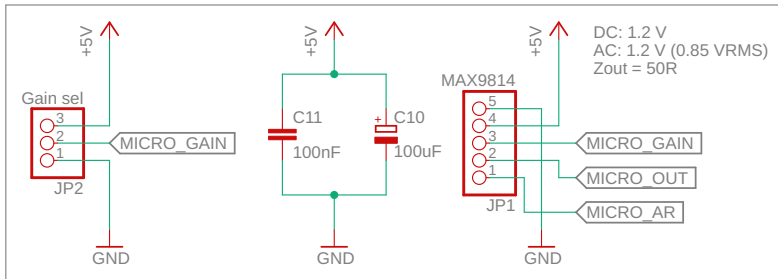 +5V
Gain sel
3
2
1
MICRO_GAIN
JP2
GND
+5V
C11
100nF
+
C10
100uF
GND
+5V
DC: 1.2 V
AC: 1.2 V (0.85 VRMS)
Zout = 50R
MAX9814
5
4
3
2
1
MICRO_GAIN
MICRO_OUT
MICRO_AR
JP1
GND